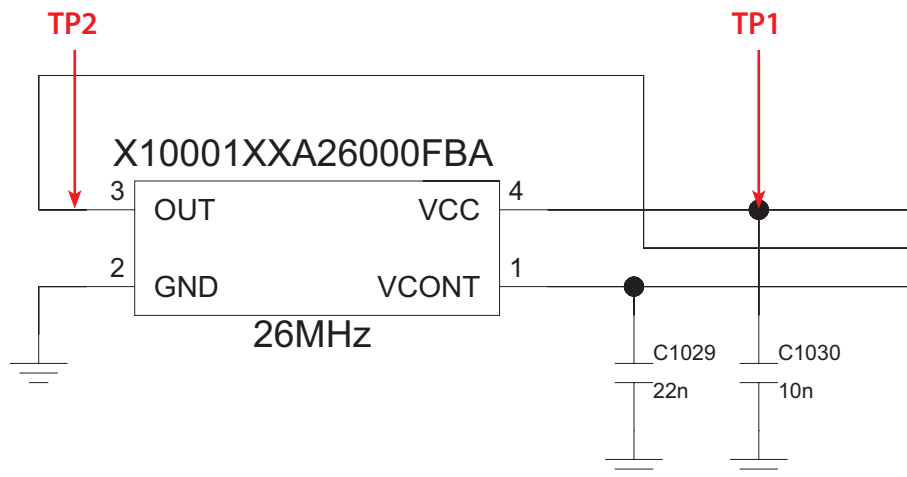 TP2 TP1
X10001XXA26000FBA
3 OUT VCC 4
2 GND VCONT 1
26MHz
C1029 C1030
22n 10n